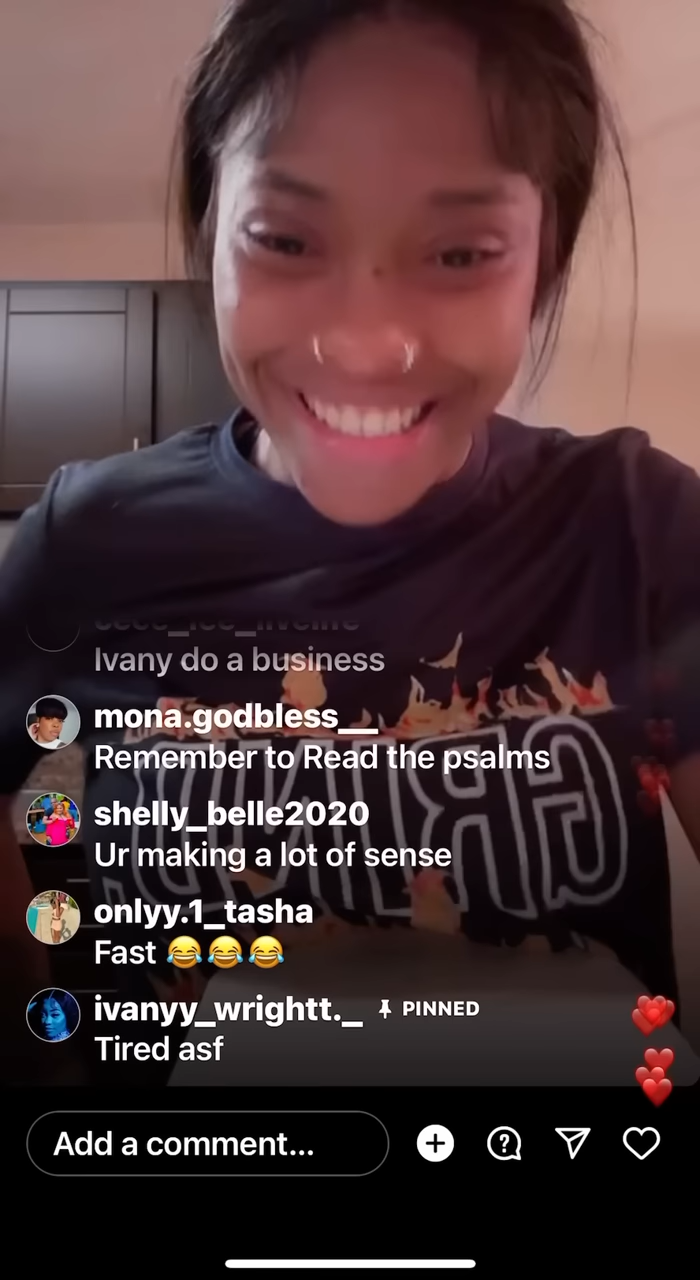 Ivany do a business
mona.godbless__
Remember to Read the psalms
shelly_belle2020
Ur making a lot of sense
onlyy.1_tasha
Fast 😂😂😂
ivanyy_wrightt._ PINNED
Tired asf
GRIND
Add a comment...